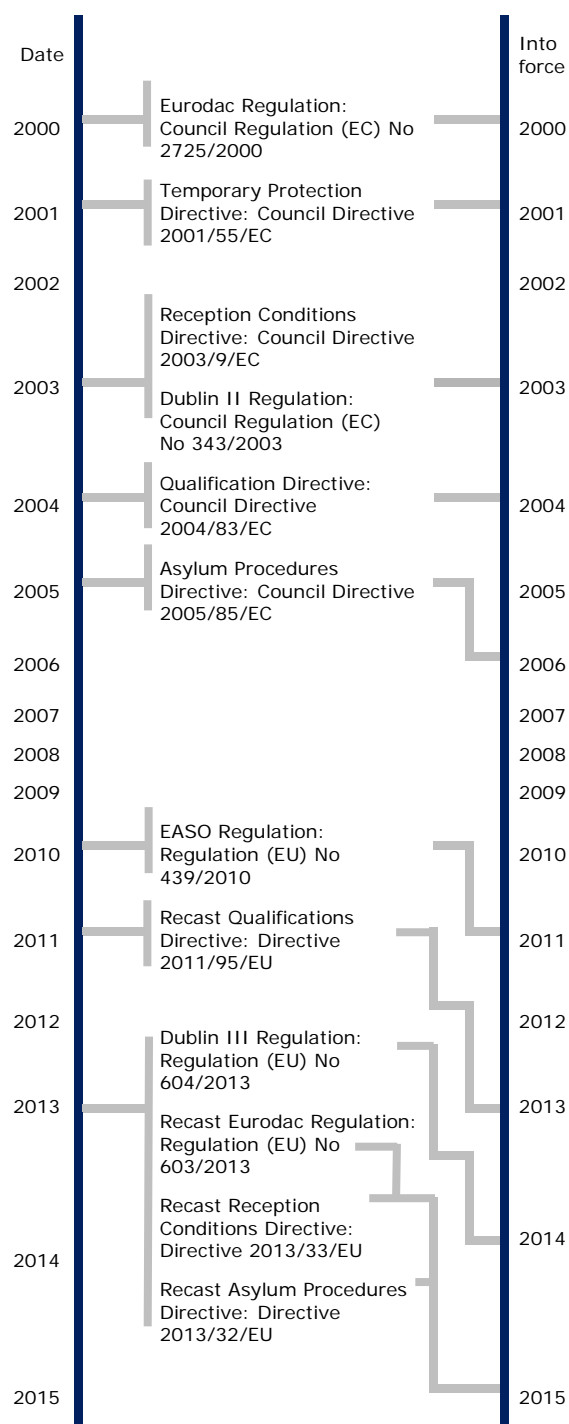 Date
Into
force
2000
Eurodac Regulation:
Council Regulation (EC) No
2725/2000
2000
2001
Temporary Protection
Directive: Council Directive
2001/55/EC
2001
2002
2002
Reception Conditions
Directive: Council Directive
2003/9/EC
2003
2003
Dublin II Regulation:
Council Regulation (EC)
No 343/2003
2004
Qualification Directive:
Council Directive
2004/83/EC
2004
2005
Asylum Procedures
Directive: Council Directive
2005/85/EC
2005
2006
2006
2007
2007
2008
2008
2009
2009
2010
EASO Regulation:
Regulation (EU) No
439/2010
2010
2011
Recast Qualifications
Directive: Directive
2011/95/EU
2011
2012
2012
Dublin III Regulation:
Regulation (EU) No
604/2013
2013
2013
Recast Eurodac Regulation:
Regulation (EU) No
603/2013
Recast Reception
Conditions Directive:
Directive 2013/33/EU
2014
2014
Recast Asylum Procedures
Directive: Directive
2013/32/EU
2015
2015